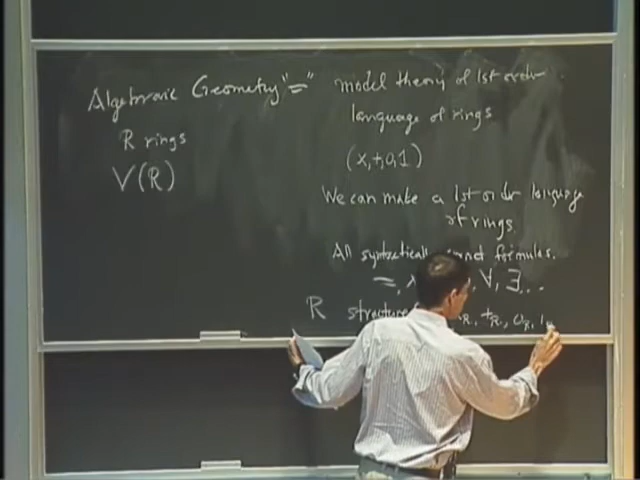 Algebraic Geometry "=" model theory of 1st order
language of rings
R rings
(x,+,0,1)
V(R)
We can make a 1st order language
of rings.
All syntactically formulas.
=, ∀, ∃...
R structure R, +R, 0R, 1R